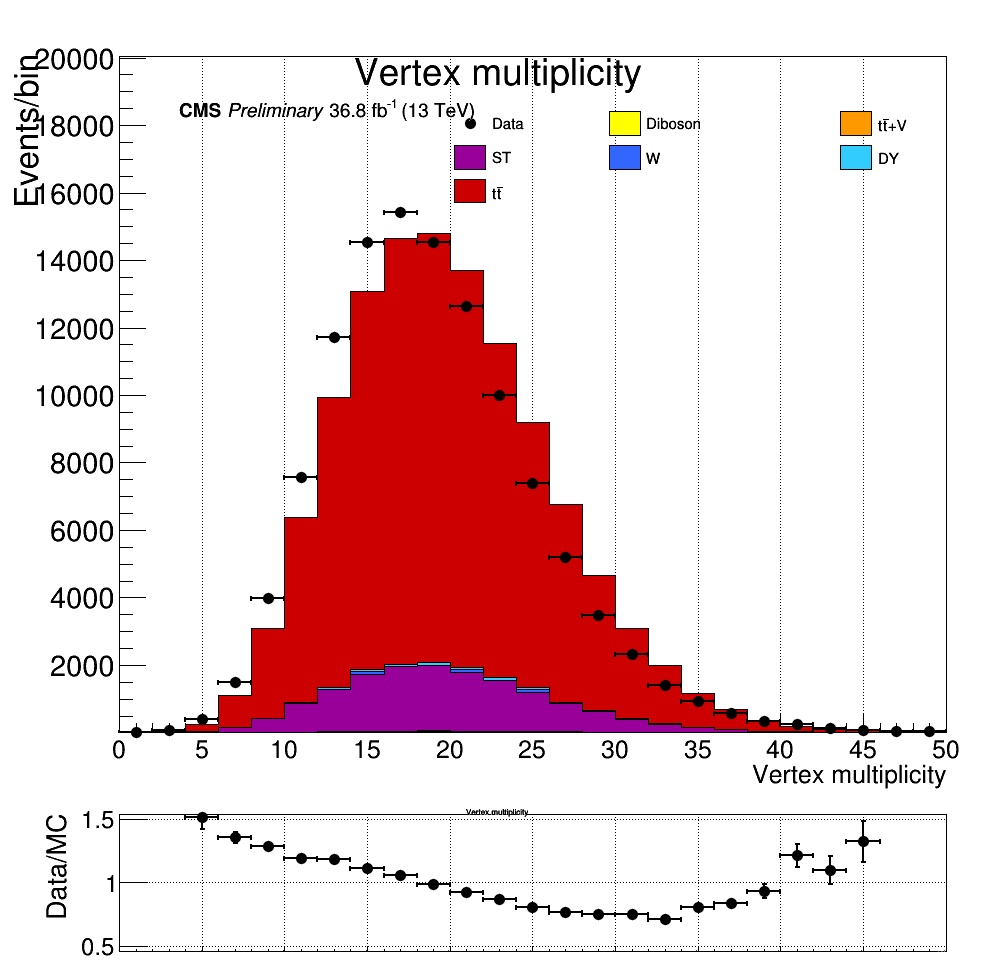 Vertex multiplicity
CMS Preliminary 36.8 fb-1 (13 TeV)
Events/bin
20000
18000
16000
14000
12000
10000
8000
6000
4000
2000
Data
Diboson
tt̄+V
ST
W
DY
tt̄
0 5 10 15 20 25 30 35 40 45 50
Vertex multiplicity
Vertex multiplicity
Data/MC
1.5
1
0.5